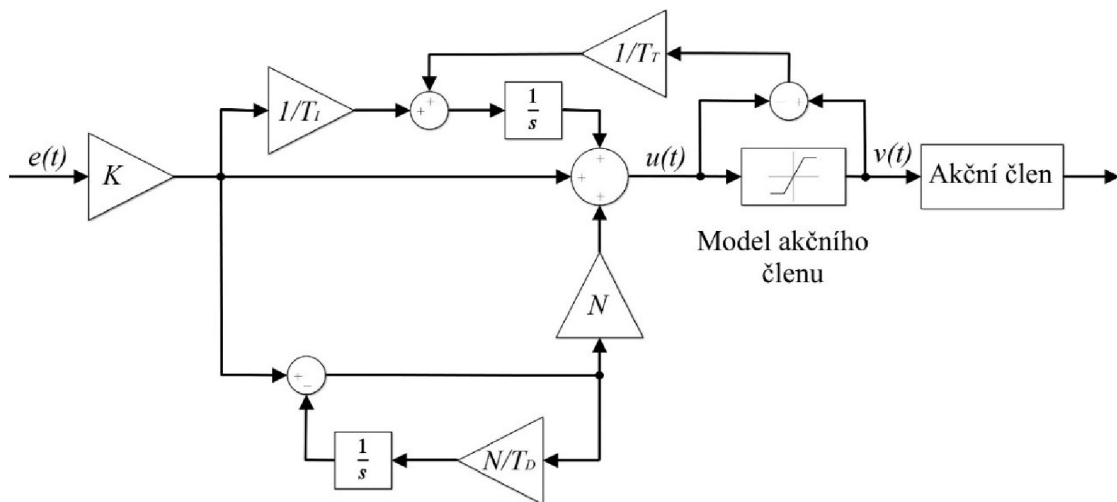 1/T_T
1/T_I
+
+
1
s
-
+
e(t)
K
+
+
+
u(t)
v(t)
Akční člen
Model akčního
členu
N
+
-
1
s
N/T_D